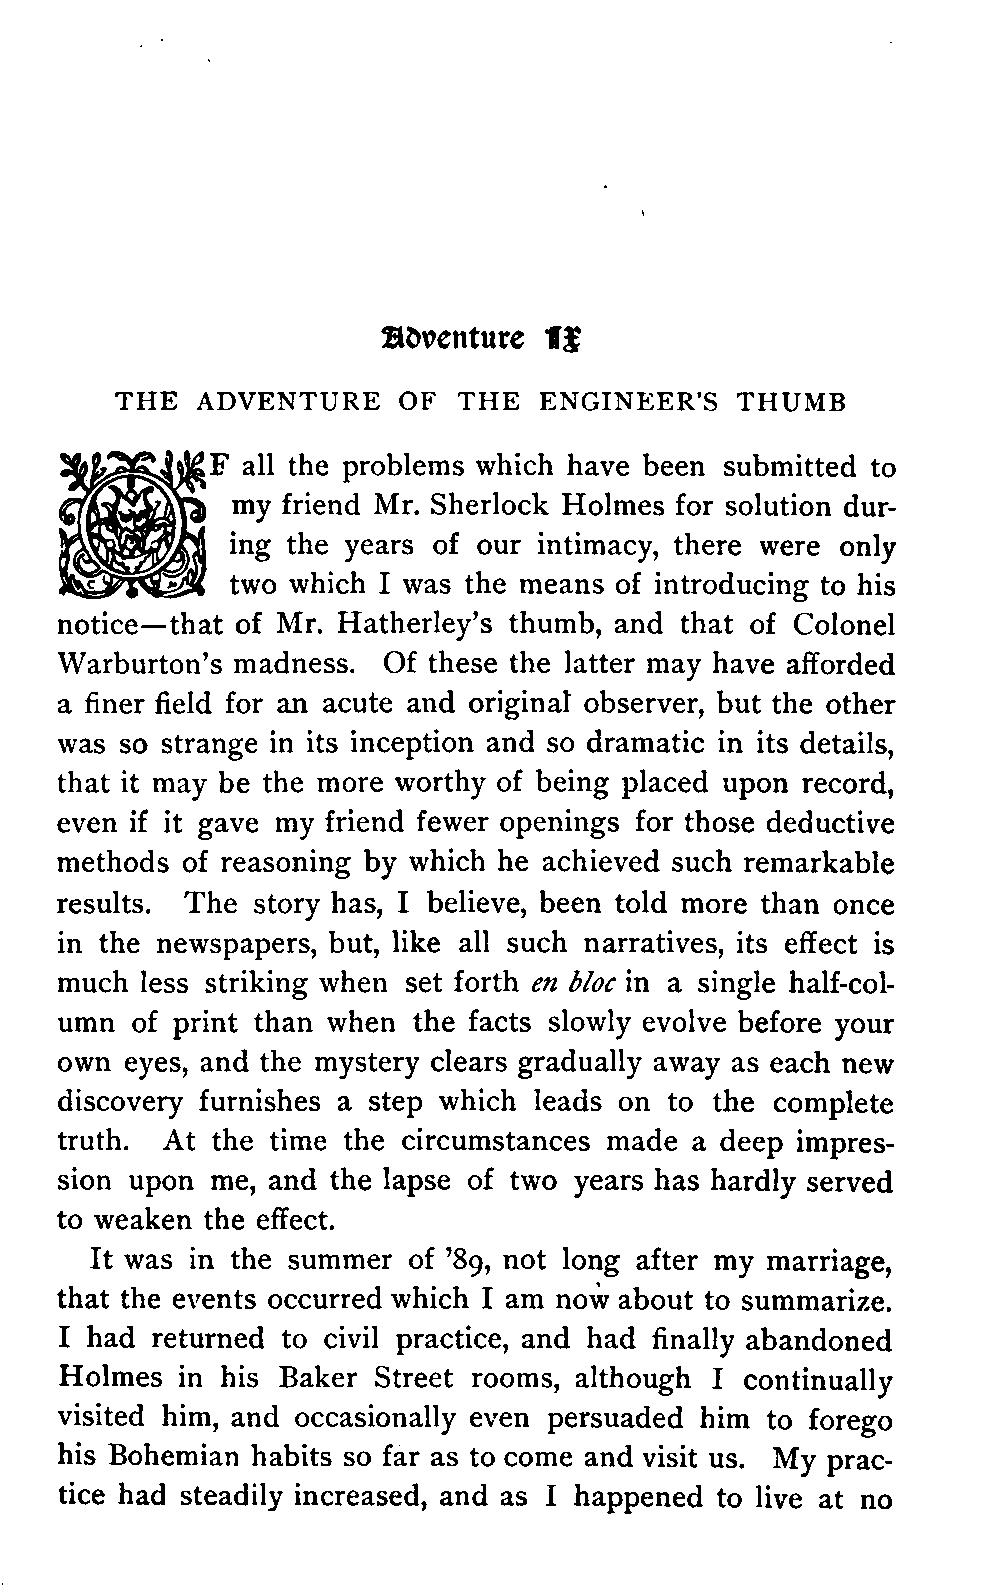 Adventure IX
THE ADVENTURE OF THE ENGINEER'S THUMB
OF all the problems which have been submitted to
my friend Mr. Sherlock Holmes for solution dur-
ing the years of our intimacy, there were only
two which I was the means of introducing to his
notice—that of Mr. Hatherley's thumb, and that of Colonel
Warburton's madness. Of these the latter may have afforded
a finer field for an acute and original observer, but the other
was so strange in its inception and so dramatic in its details,
that it may be the more worthy of being placed upon record,
even if it gave my friend fewer openings for those deductive
methods of reasoning by which he achieved such remarkable
results. The story has, I believe, been told more than once
in the newspapers, but, like all such narratives, its effect is
much less striking when set forth en bloc in a single half-col-
umn of print than when the facts slowly evolve before your
own eyes, and the mystery clears gradually away as each new
discovery furnishes a step which leads on to the complete
truth. At the time the circumstances made a deep impres-
sion upon me, and the lapse of two years has hardly served
to weaken the effect.
It was in the summer of '89, not long after my marriage,
that the events occurred which I am now about to summarize.
I had returned to civil practice, and had finally abandoned
Holmes in his Baker Street rooms, although I continually
visited him, and occasionally even persuaded him to forego
his Bohemian habits so far as to come and visit us. My prac-
tice had steadily increased, and as I happened to live at no